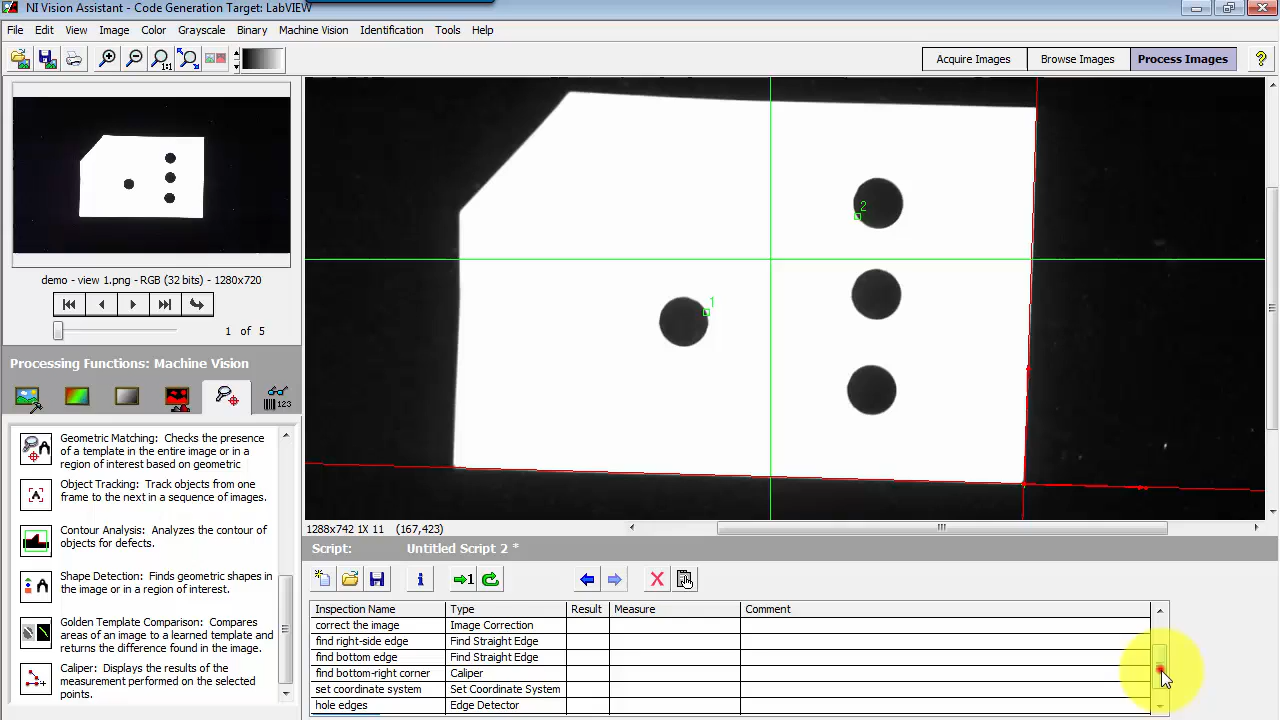 NI Vision Assistant - Code Generation Target: LabVIEW
File Edit View Image Color Grayscale Binary Machine Vision Identification Tools Help
1:1
Acquire Images Browse Images Process Images ?
demo - view 1.png - RGB (32 bits) - 1280x720
1 of 5
Processing Functions: Machine Vision
123
Geometric Matching: Checks the presence
of a template in the entire image or in a
region of interest based on geometric
Object Tracking: Track objects from one
frame to the next in a sequence of images.
Contour Analysis: Analyzes the contour of
objects for defects.
Shape Detection: Finds geometric shapes in
the image or in a region of interest.
Golden Template Comparison: Compares
areas of an image to a learned template and
returns the difference found in the image.
Caliper: Displays the results of the
measurement performed on the selected
points.
2
1
1288x742 1X 11 (167,423)
Script: Untitled Script 2 *
1
Inspection Name Type Result Measure Comment
correct the image Image Correction
find right-side edge Find Straight Edge
find bottom edge Find Straight Edge
find bottom-right corner Caliper
set coordinate system Set Coordinate System
hole edges Edge Detector